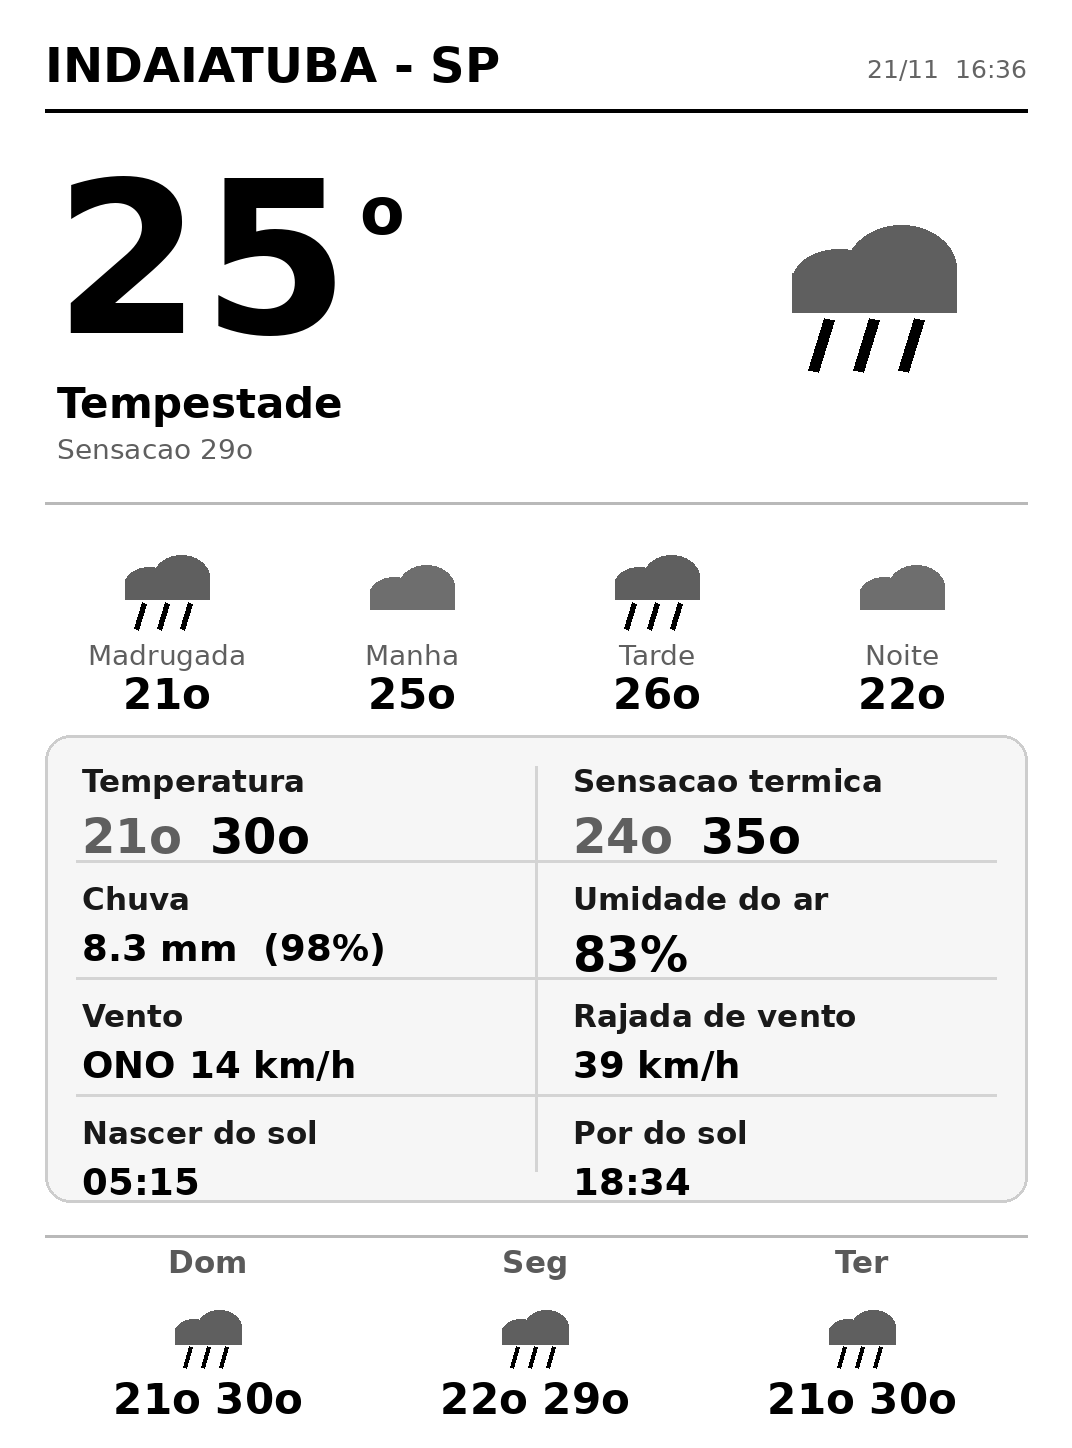 INDAIATUBA - SP 21/11 16:36
25o
Tempestade
Sensacao 29o
Madrugada Manha Tarde Noite
21o 25o 26o 22o
Temperatura Sensacao termica
21o 30o 24o 35o
Chuva Umidade do ar
8.3 mm (98%) 83%
Vento Rajada de vento
ONO 14 km/h 39 km/h
Nascer do sol Por do sol
05:15 18:34
Dom Seg Ter
21o 30o 22o 29o 21o 30o